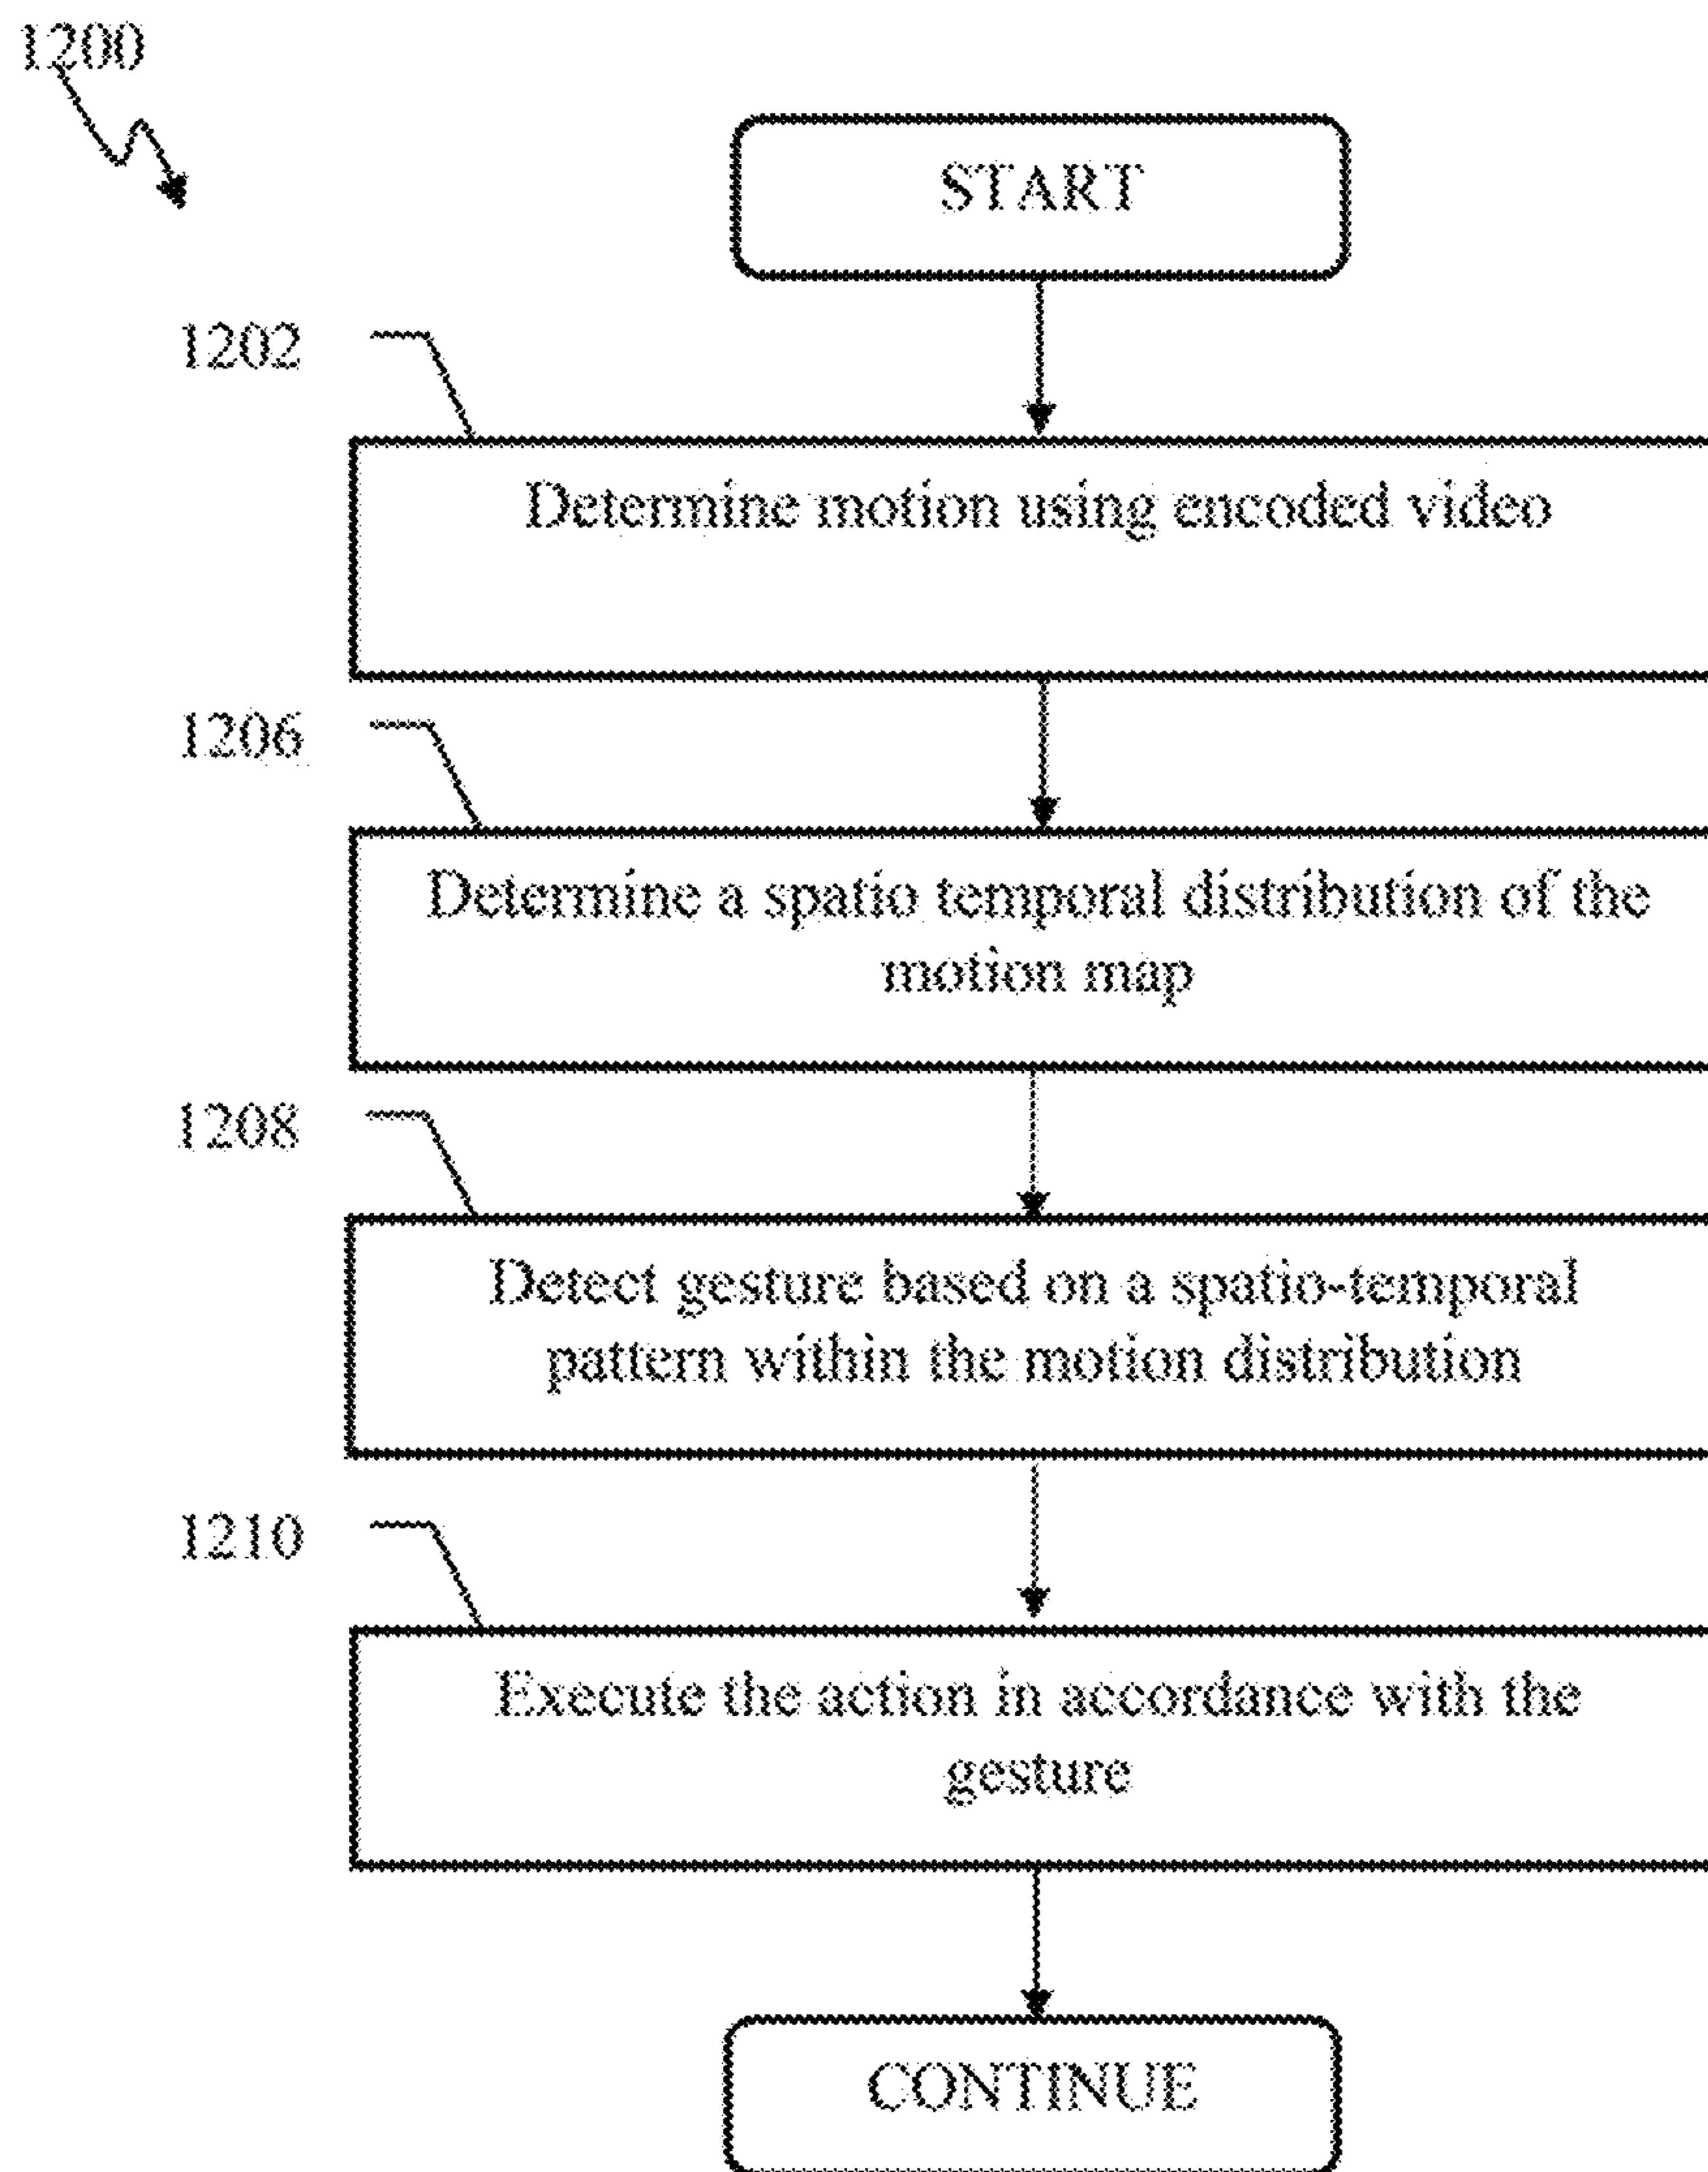 1200
START
1202
Determine motion using encoded video
1206
Determine a spatio temporal distribution of the
motion map
1208
Detect gesture based on a spatio-temporal
pattern within the motion distribution
1210
Execute the action in accordance with the
gesture
CONTINUE